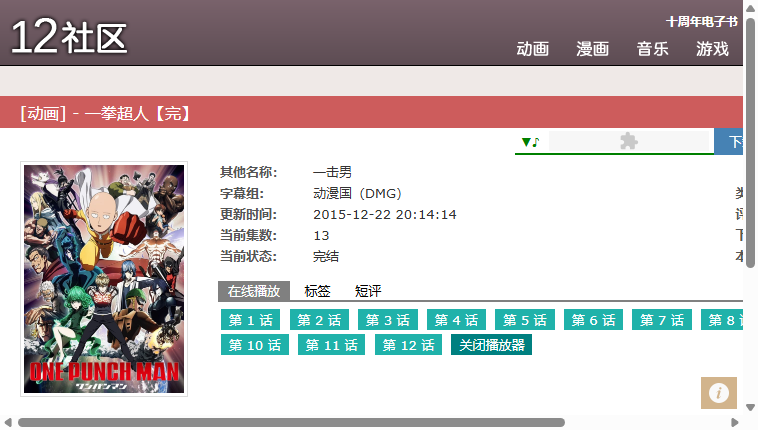 12社区
十周年电子书
动画 漫画 音乐 游戏
[动画] - 一拳超人【完】
▼♪
其他名称: 一击男
字幕组: 动漫国（DMG）
更新时间: 2015-12-22 20:14:14
当前集数: 13
当前状态: 完结
在线播放 标签 短评
第 1 话 第 2 话 第 3 话 第 4 话 第 5 话 第 6 话 第 7 话 第 8
第 10 话 第 11 话 第 12 话 关闭播放器
ONE PUNCH MAN
ワンパンマン